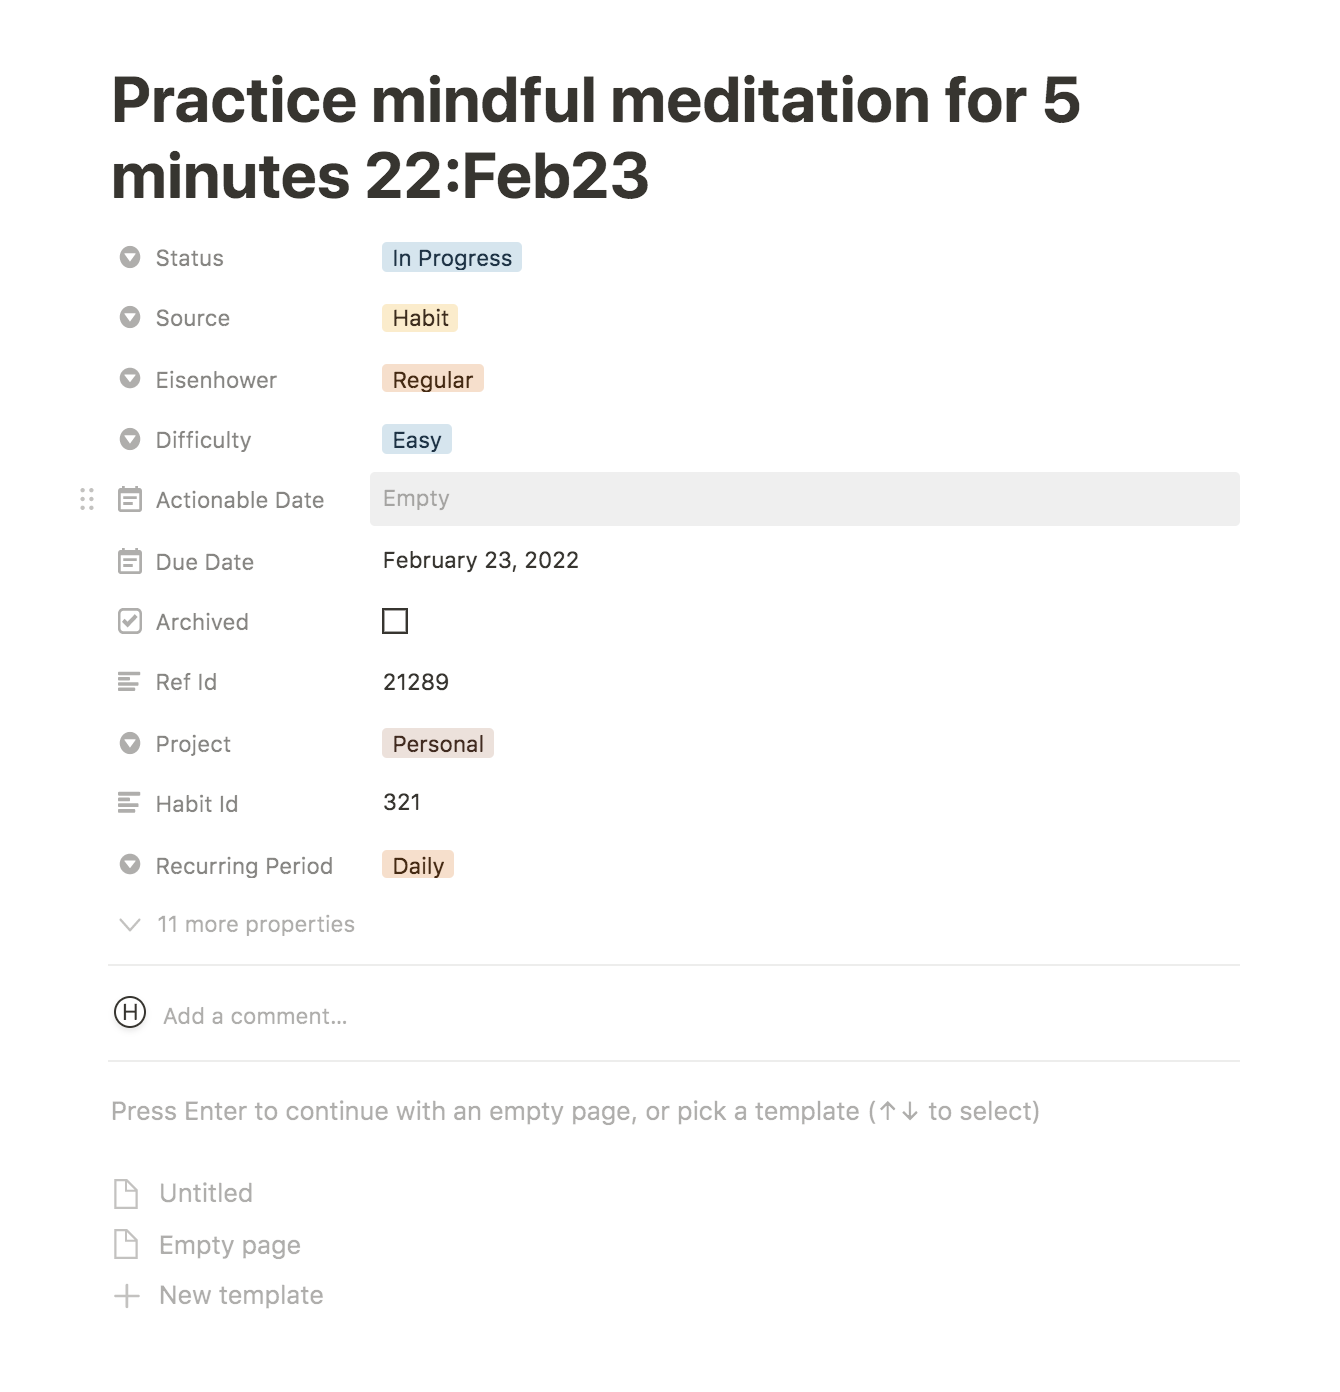 Practice mindful meditation for 5
minutes 22:Feb23
Status In Progress
Source Habit
Eisenhower Regular
Difficulty Easy
Actionable Date Empty
Due Date February 23, 2022
Archived
Ref Id 21289
Project Personal
Habit Id 321
Recurring Period Daily
11 more properties
H Add a comment...
Press Enter to continue with an empty page, or pick a template (↑↓ to select)
Untitled
Empty page
New template